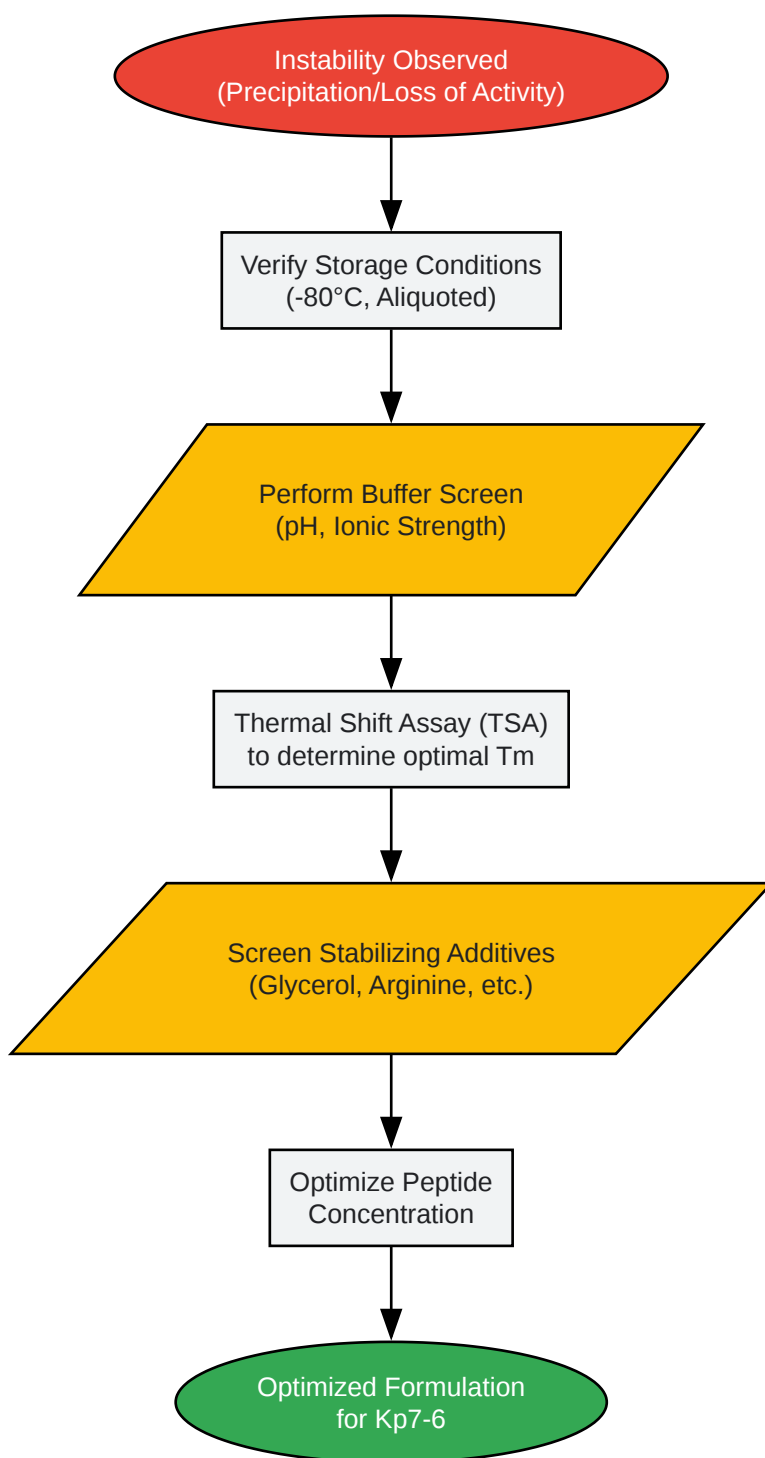 Instability Observed
(Precipitation/Loss of Activity)
Verify Storage Conditions
(-80°C, Aliquoted)
Perform Buffer Screen
(pH, Ionic Strength)
Thermal Shift Assay (TSA)
to determine optimal Tm
Screen Stabilizing Additives
(Glycerol, Arginine, etc.)
Optimize Peptide
Concentration
Optimized Formulation
for Kp7-6